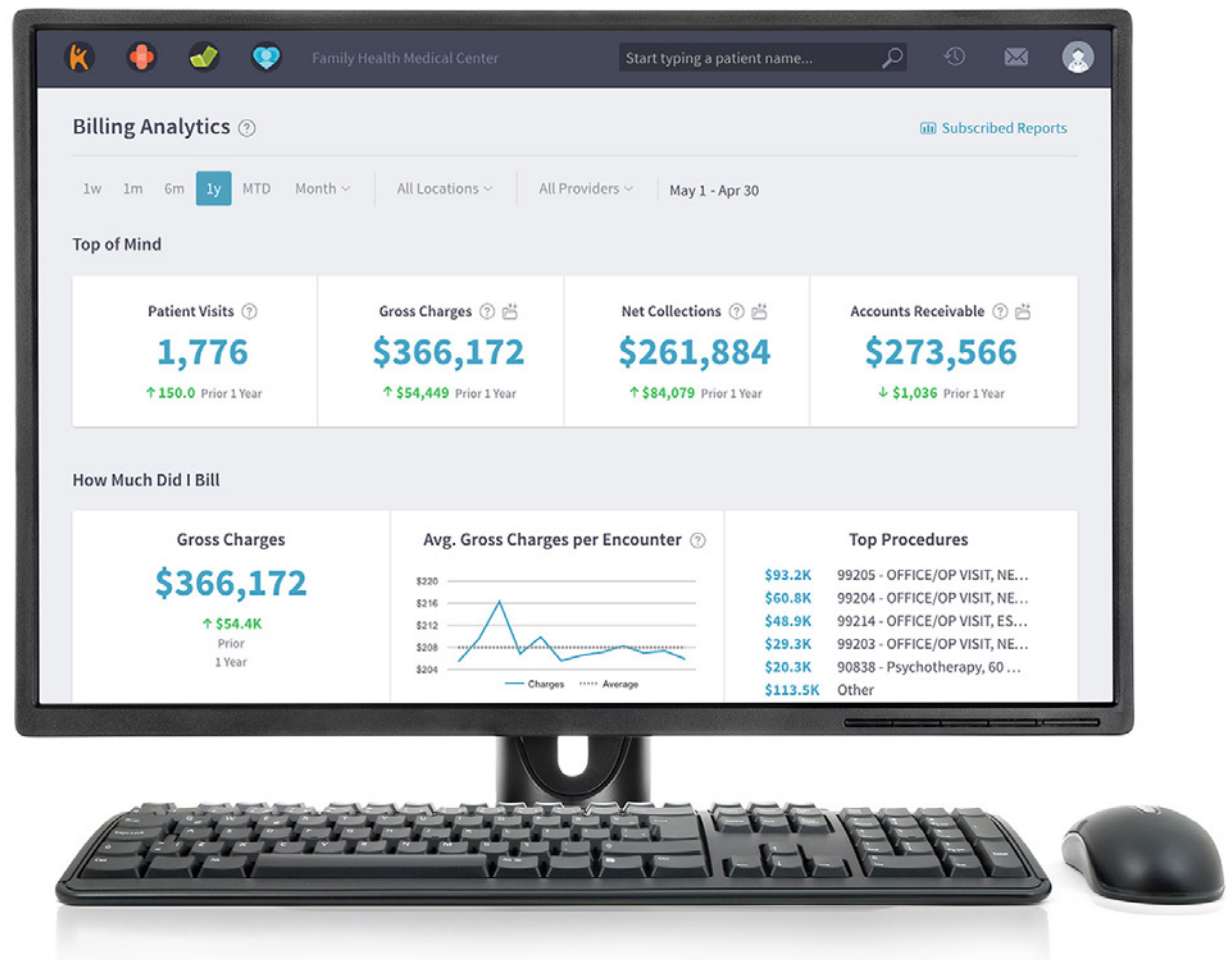 Family Health Medical Center
Start typing a patient name...
Billing Analytics ?
Subscribed Reports
1w 1m 6m 1y MTD Month All Locations All Providers May 1 - Apr 30
Top of Mind
Patient Visits ? Gross Charges ? Net Collections ? Accounts Receivable ?
1,776 $366,172 $261,884 $273,566
↑ 150.0 Prior 1 Year ↑ $54,449 Prior 1 Year ↑ $84,079 Prior 1 Year ↓ $1,036 Prior 1 Year
How Much Did I Bill
Gross Charges
$366,172
↑ $54.4K
Prior
1 Year
Avg. Gross Charges per Encounter ?
$220
$216
$212
$208
$204
Charges Average
Top Procedures
$93.2K 99205 - OFFICE/OP VISIT, NE...
$60.8K 99204 - OFFICE/OP VISIT, NE...
$48.9K 99214 - OFFICE/OP VISIT, ES...
$29.3K 99203 - OFFICE/OP VISIT, NE...
$20.3K 90838 - Psychotherapy, 60 ...
$113.5K Other